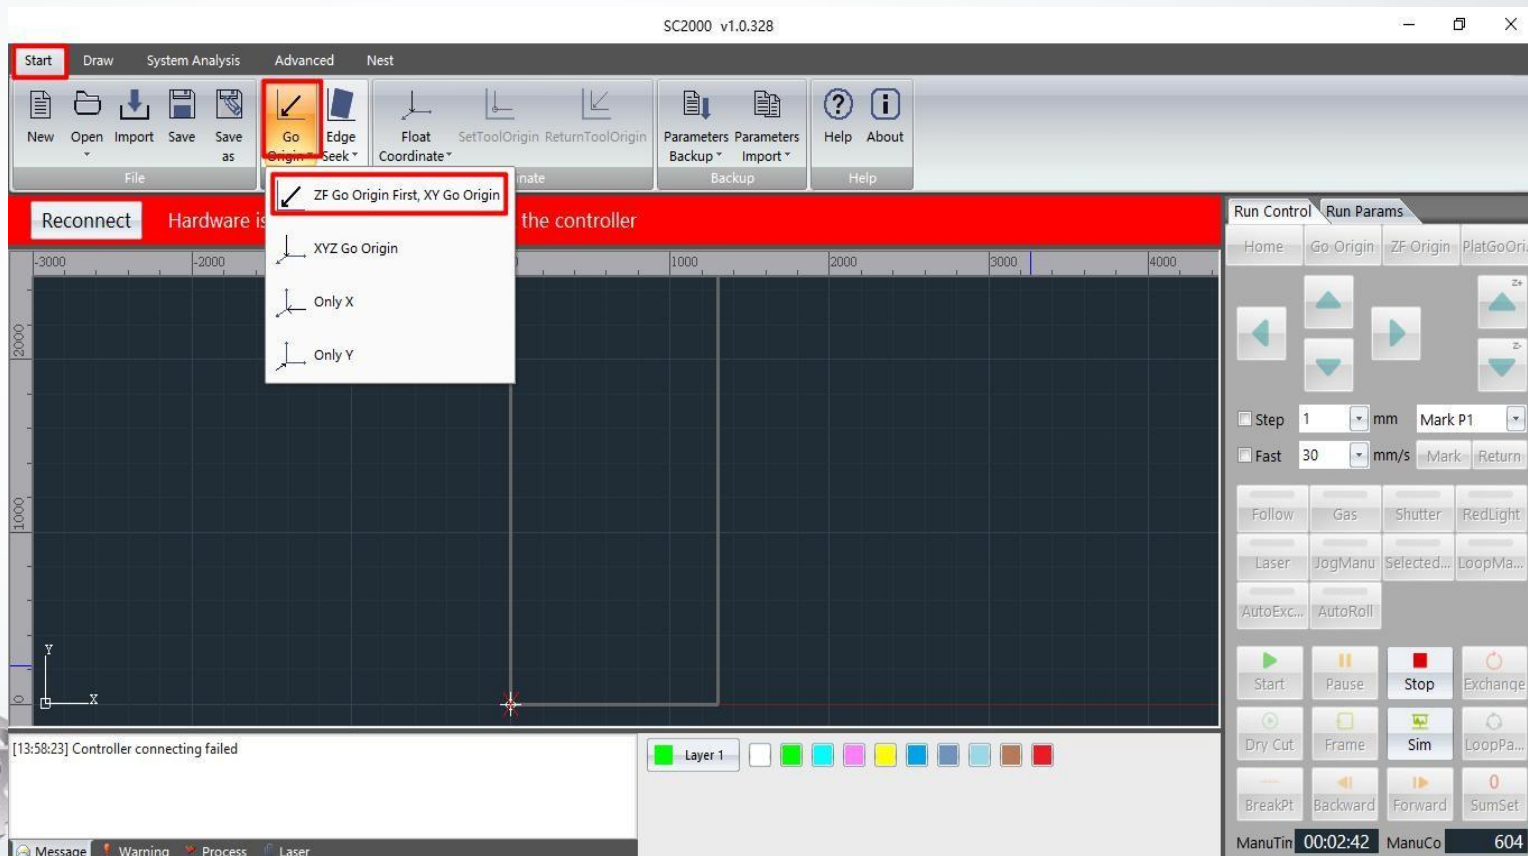 SC2000 v1.0.328
Start Draw System Analysis Advanced Nest
New Open Import Save Save as
Go Origin Edge Seek
Float Coordinate SetToolOrigin ReturnToolOrigin
Parameters Backup Parameters Import
Help About
File
nate
Backup
Help
ZF Go Origin First, XY Go Origin
XYZ Go Origin
Only X
Only Y
Reconnect Hardware is the controller
-3000 -2000 1000 2000 3000 4000
2000
1000
0
Y
X
Run Control Run Params
Home Go Origin ZF Origin PlatGoOri
Z+
Z-
Step 1 mm Mark P1
Fast 30 mm/s Mark Return
Follow Gas Shutter RedLight
Laser JogManu Selected... LoopMa...
AutoExc... AutoRoll
Start Pause Stop Exchange
Dry Cut Frame Sim LoopPa...
BreakPt Backward Forward 0 SumSet
ManuTin 00:02:42 ManuCo 604
[13:58:23] Controller connecting failed
Layer 1
Message Warning Process Laser